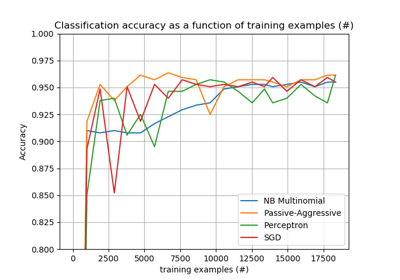 Classification accuracy as a function of training examples (#)
1.000
0.975
0.950
0.925
0.900
0.875
0.850
0.825
0.800
Accuracy
NB Multinomial
Passive-Aggressive
Perceptron
SGD
0 2500 5000 7500 10000 12500 15000 17500
training examples (#)